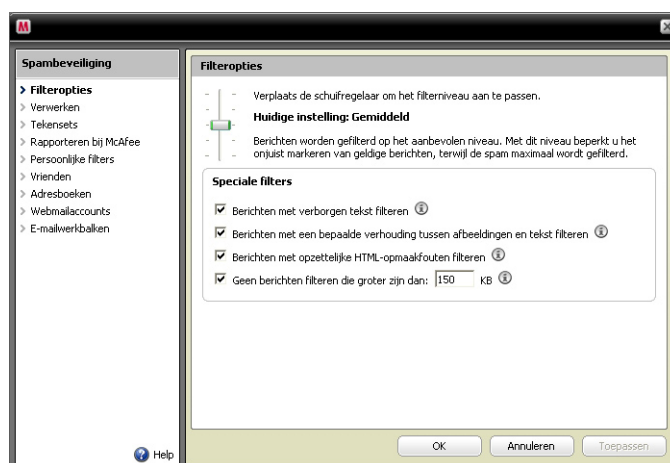 Spambeveiliging
Filteropties
Verwerken
Tekensets
Rapporteren bij McAfee
Persoonlijke filters
Vrienden
Adresboeken
Webmailaccounts
E-mailwerkbalken
Help
Filteropties
Verplaats de schuifregelaar om het filterniveau aan te passen.
Huidige instelling: Gemiddeld
Berichten worden gefilterd op het aanbevolen niveau. Met dit niveau beperkt u het
onjuist markeren van geldige berichten, terwijl de spam maximaal wordt gefilterd.
Speciale filters
Berichten met verborgen tekst filteren
Berichten met een bepaalde verhouding tussen afbeeldingen en tekst filteren
Berichten met opzettelijke HTML-opmaakfouten filteren
Geen berichten filteren die groter zijn dan: 150 KB
OK Annuleren Toepassen